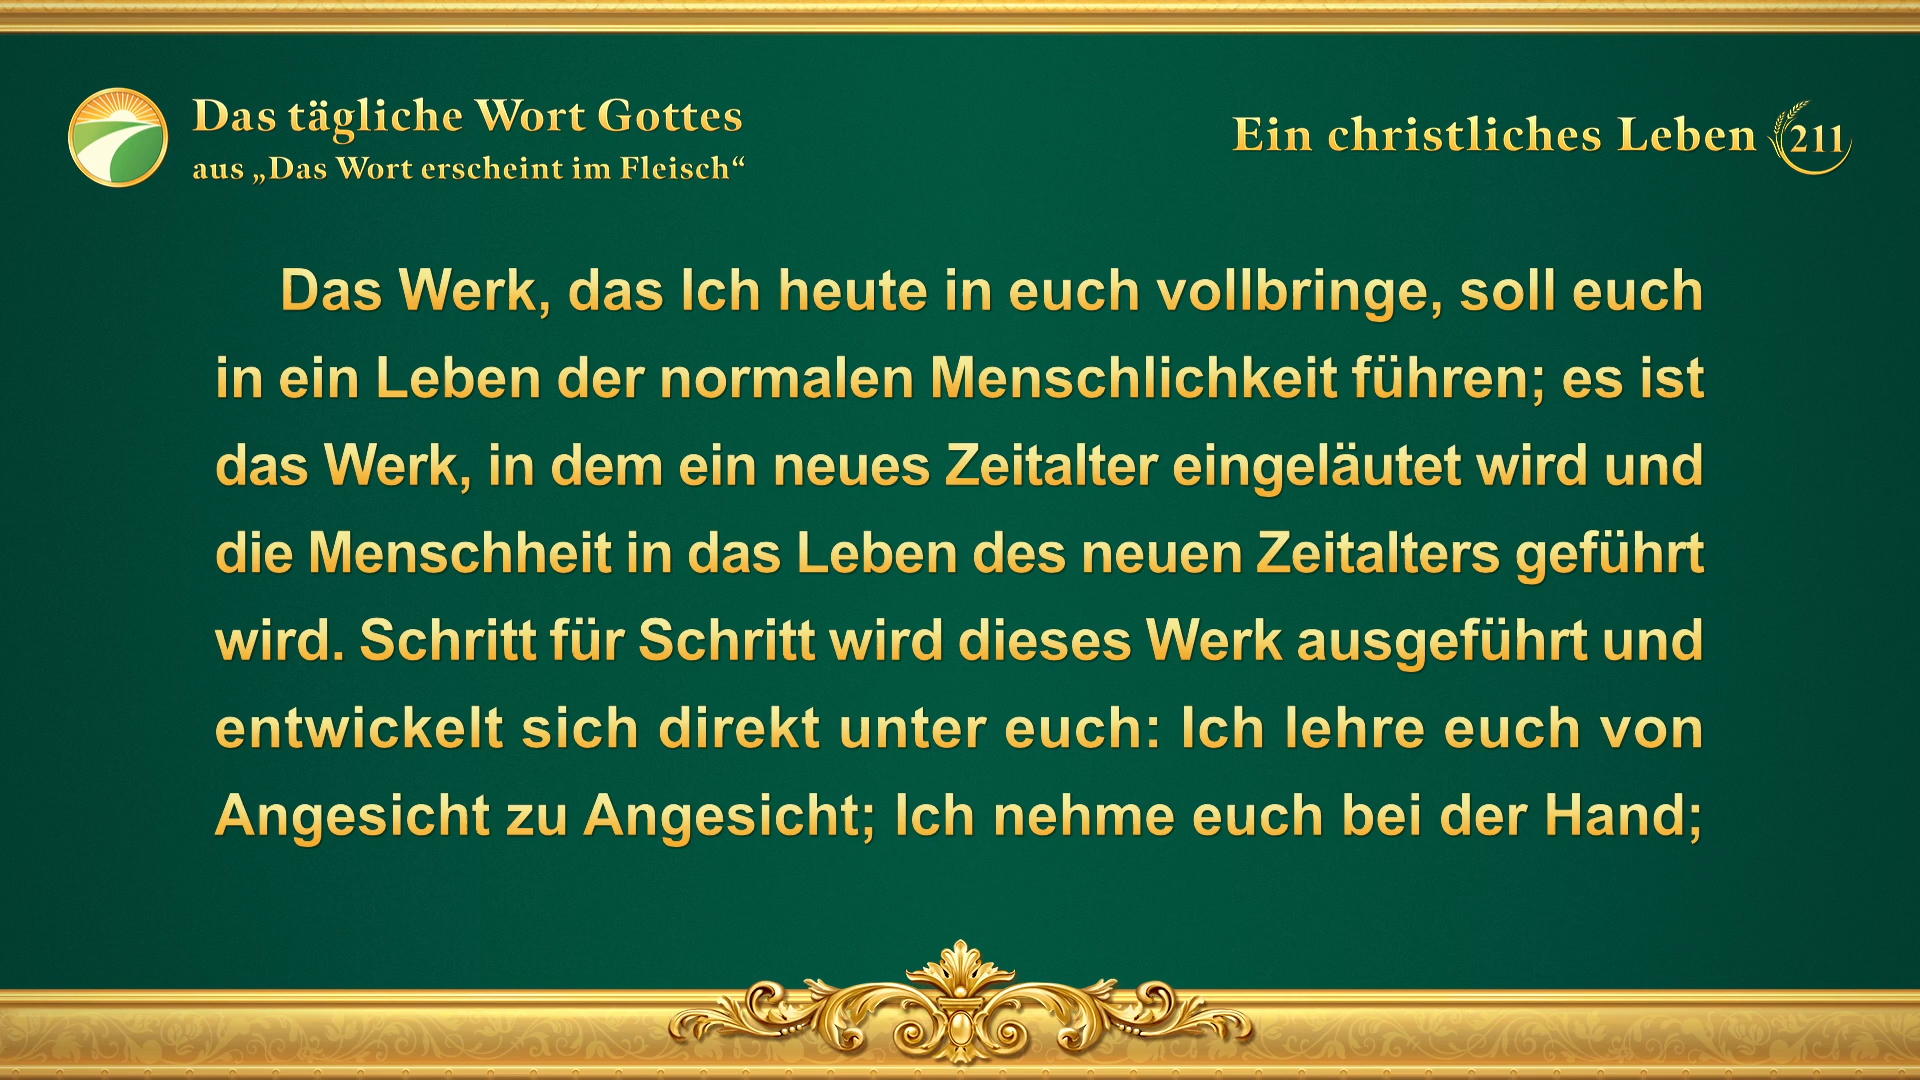 Das tägliche Wort Gottes
aus „Das Wort erscheint im Fleisch“
Ein christliches Leben 211
Das Werk, das Ich heute in euch vollbringe, soll euch
in ein Leben der normalen Menschlichkeit führen; es ist
das Werk, in dem ein neues Zeitalter eingeläutet wird und
die Menschheit in das Leben des neuen Zeitalters geführt
wird. Schritt für Schritt wird dieses Werk ausgeführt und
entwickelt sich direkt unter euch: Ich lehre euch von
Angesicht zu Angesicht; Ich nehme euch bei der Hand;